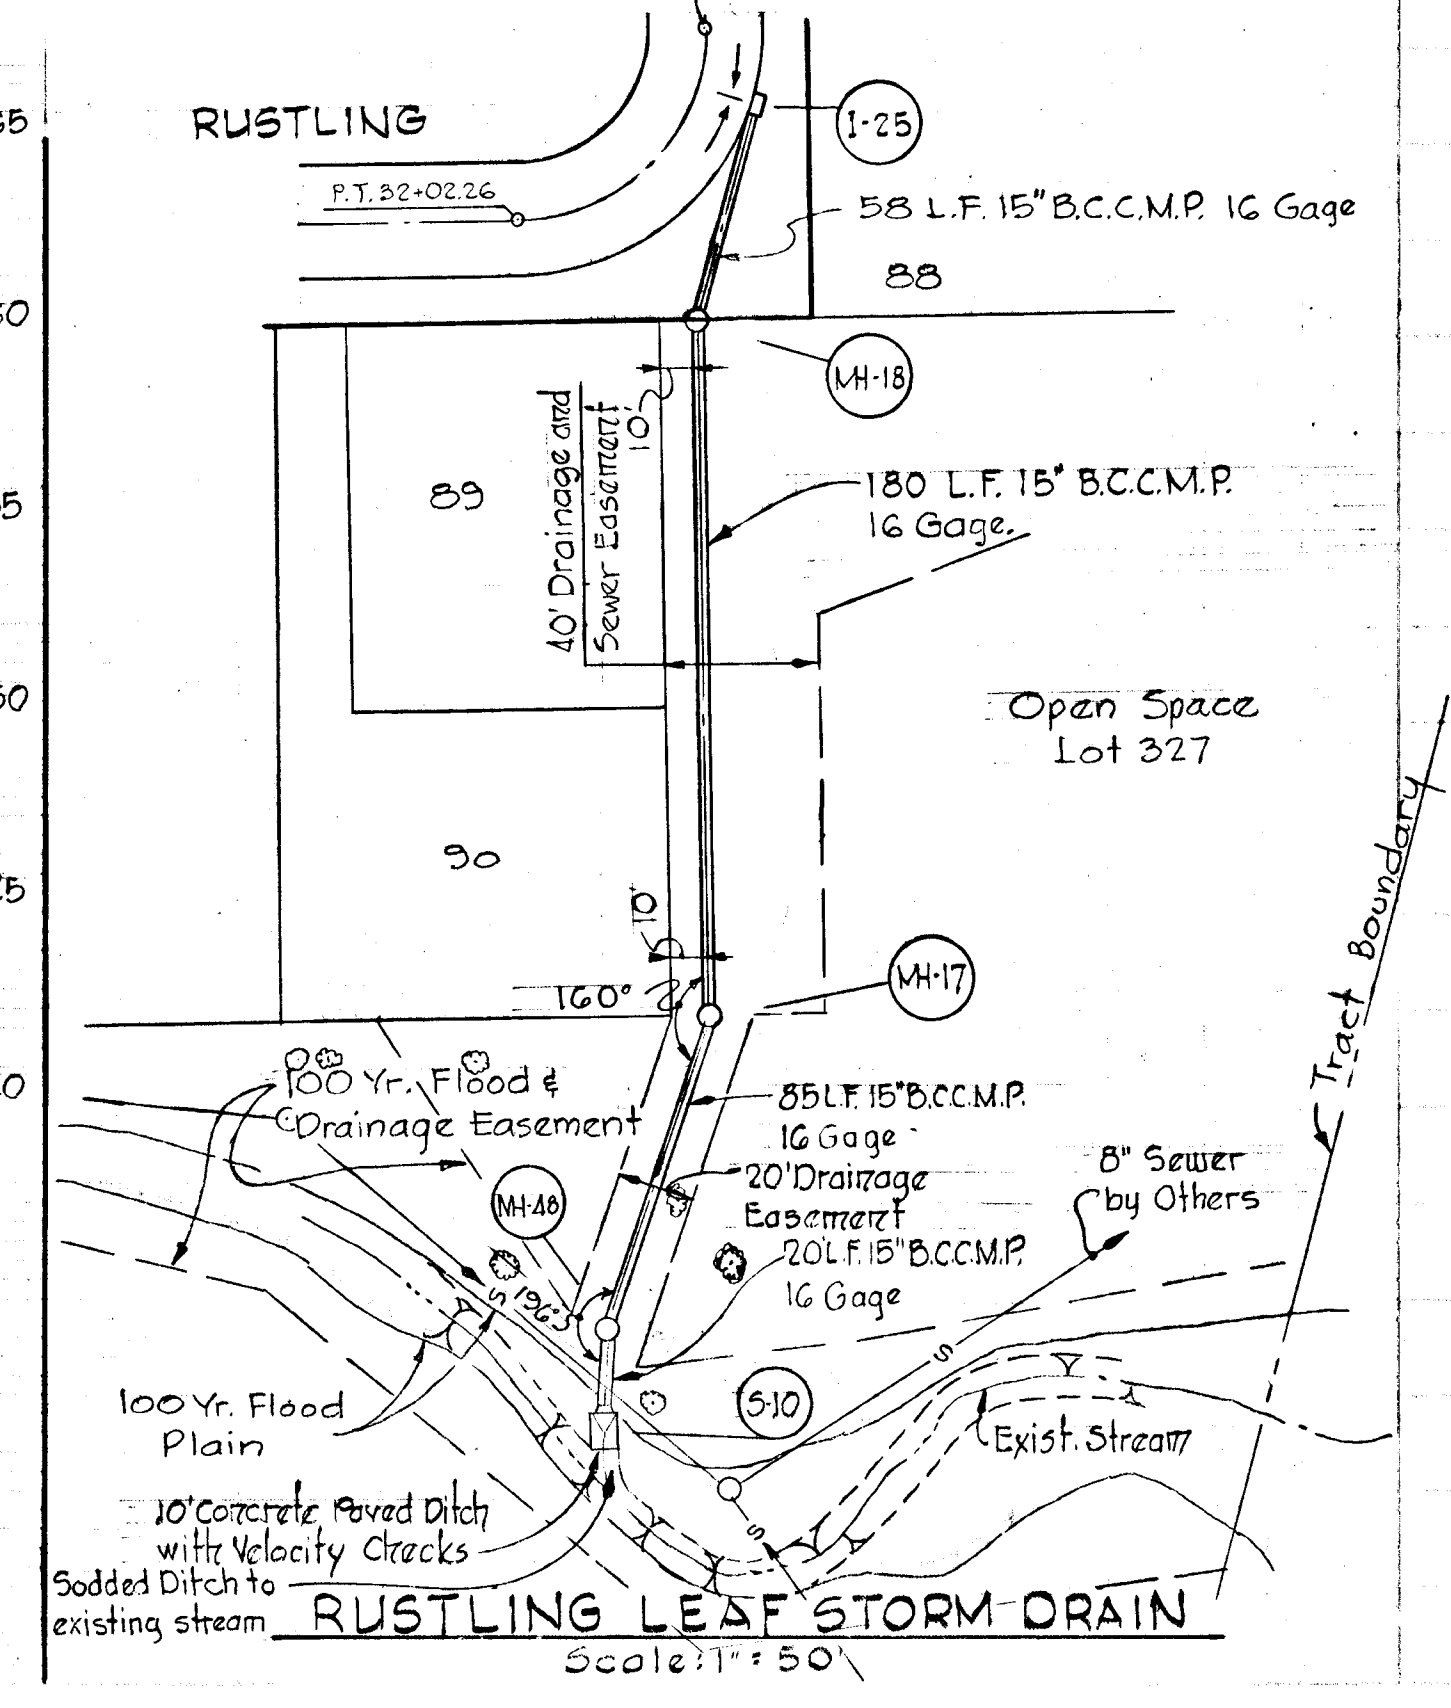 RUSTLING
I-25
P.T. 32+02.26
58 L.F. 15" B.C.C.M.P. 16 Gage
88
MH-18
40' Drainage and
Sewer Easement
10'
89
180 L.F. 15" B.C.C.M.P.
16 Gage.
Open Space
Lot 327
90
10'
MH-17
160°
Tract Boundary
100 Yr. Flood &
Drainage Easement
85 L.F. 15" B.C.C.M.P.
16 Gage
20' Drainage
Easement
8" Sewer
by Others
MH-48
20 L.F. 15" B.C.C.M.P.
16 Gage
196°
S
S
S-10
100 Yr. Flood
Plain
Exist. Stream
10' Concrete Paved Ditch
with Velocity Checks
S
Sodded Ditch to
existing stream
RUSTLING LEAF STORM DRAIN
Scale: 1" = 50'